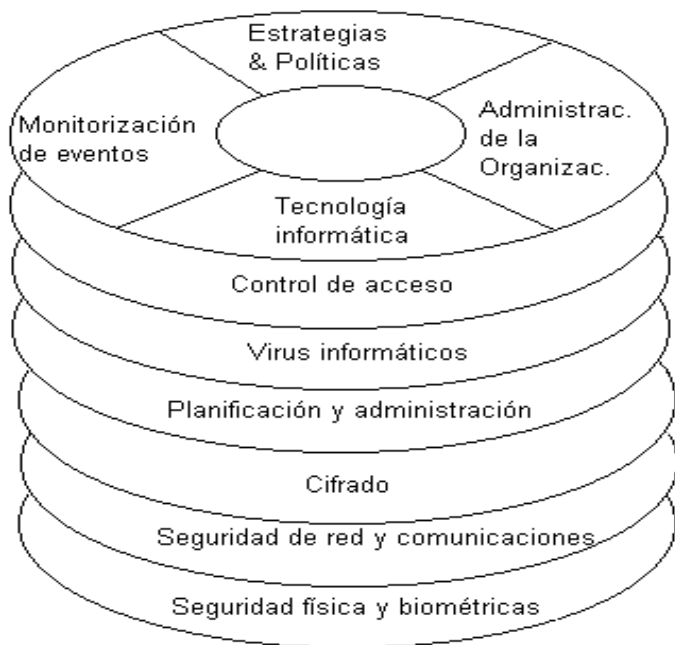 Estrategias
& Políticas
Monitorización
de eventos
Administrac.
de la
Organizac.
Tecnología
informática
Control de acceso
Virus informáticos
Planificación y administración
Cifrado
Seguridad de red y comunicaciones
Seguridad física y biométricas